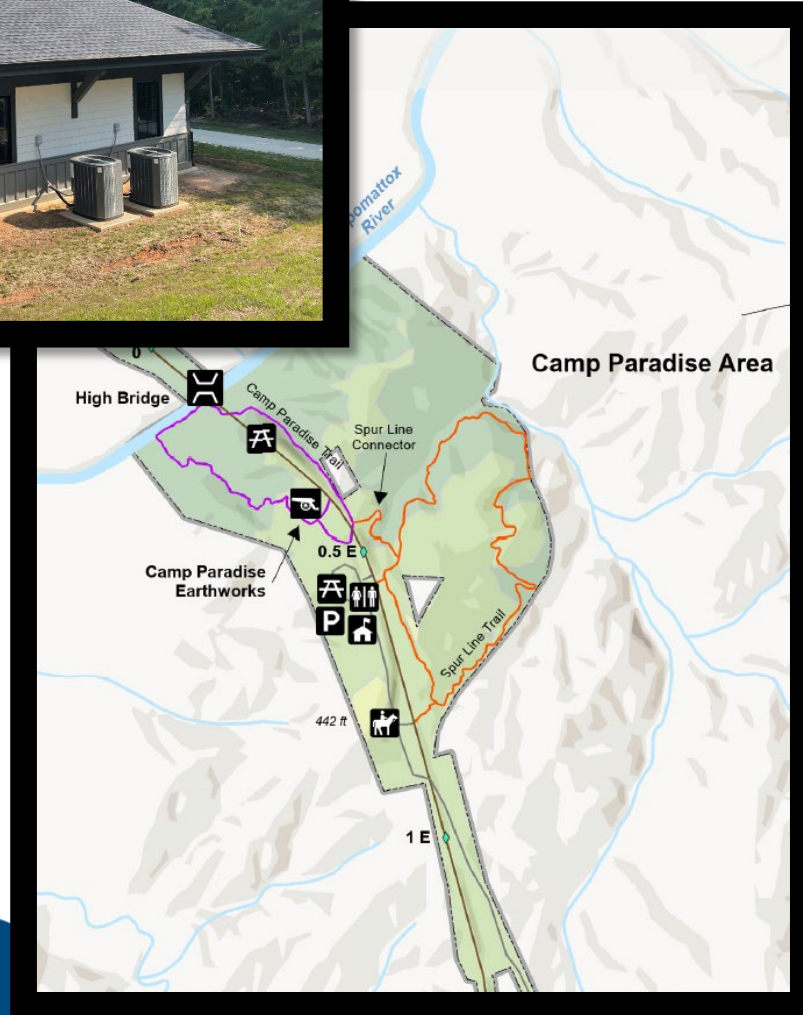 River
Camp Paradise Area
0
High Bridge
Camp Paradise Trail
Spur Line
Connector
0.5 E
Camp Paradise
Earthworks
P
Spur Line Trail
442 ft
1 E